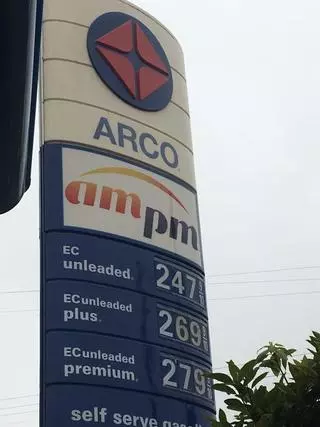 ARCO
ampm
EC
unleaded. 247
ECunleaded
plus. 269
ECunleaded
premium. 279
self serve